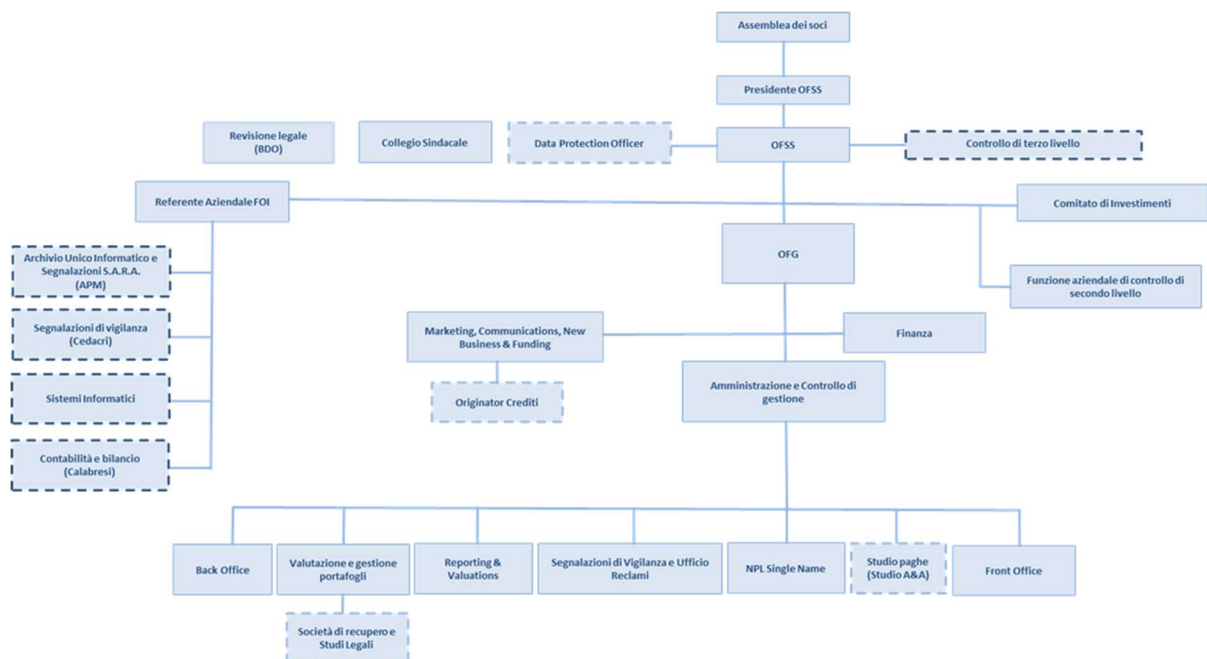 Assemblea dei soci
Presidente OFSS
Revisione legale
(BDO)
Collegio Sindacale
Data Protection Officer
OFSS
Controllo di terzo livello
Referente Aziendale FOI
Comitato di Investimenti
Archivio Unico Informatico e
Segnalazioni S.A.R.A.
(APM)
OFG
Funzione aziendale di controllo di
secondo livello
Segnalazioni di vigilanza
(Cedacri)
Marketing, Communications, New
Business & Funding
Finanza
Sistemi Informatici
Originator Crediti
Amministrazione e Controllo di
gestione
Contabilità e bilancio
(Calabresi)
Back Office
Valutazione e gestione
portafogli
Reporting &
Valuations
Segnalazioni di Vigilanza e Ufficio
Reclami
NPL Single Name
Studio paghe
(Studio A&A)
Front Office
Società di recupero e
Studi Legali